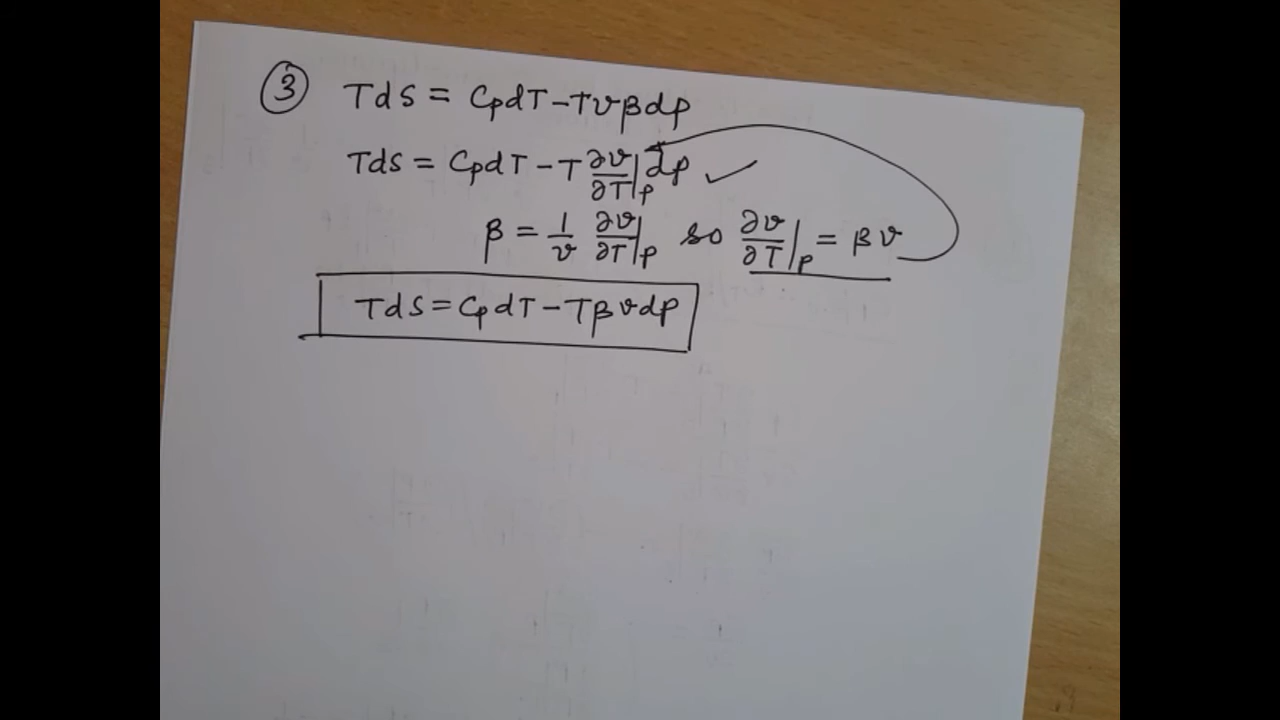 ③ Tds = CpdT - Tvβdp
Tds = CpdT - T ∂v/∂T|p dp ✓
β = 1/v ∂v/∂T|p so ∂v/∂T|p = βv
Tds = CpdT - Tβvdp